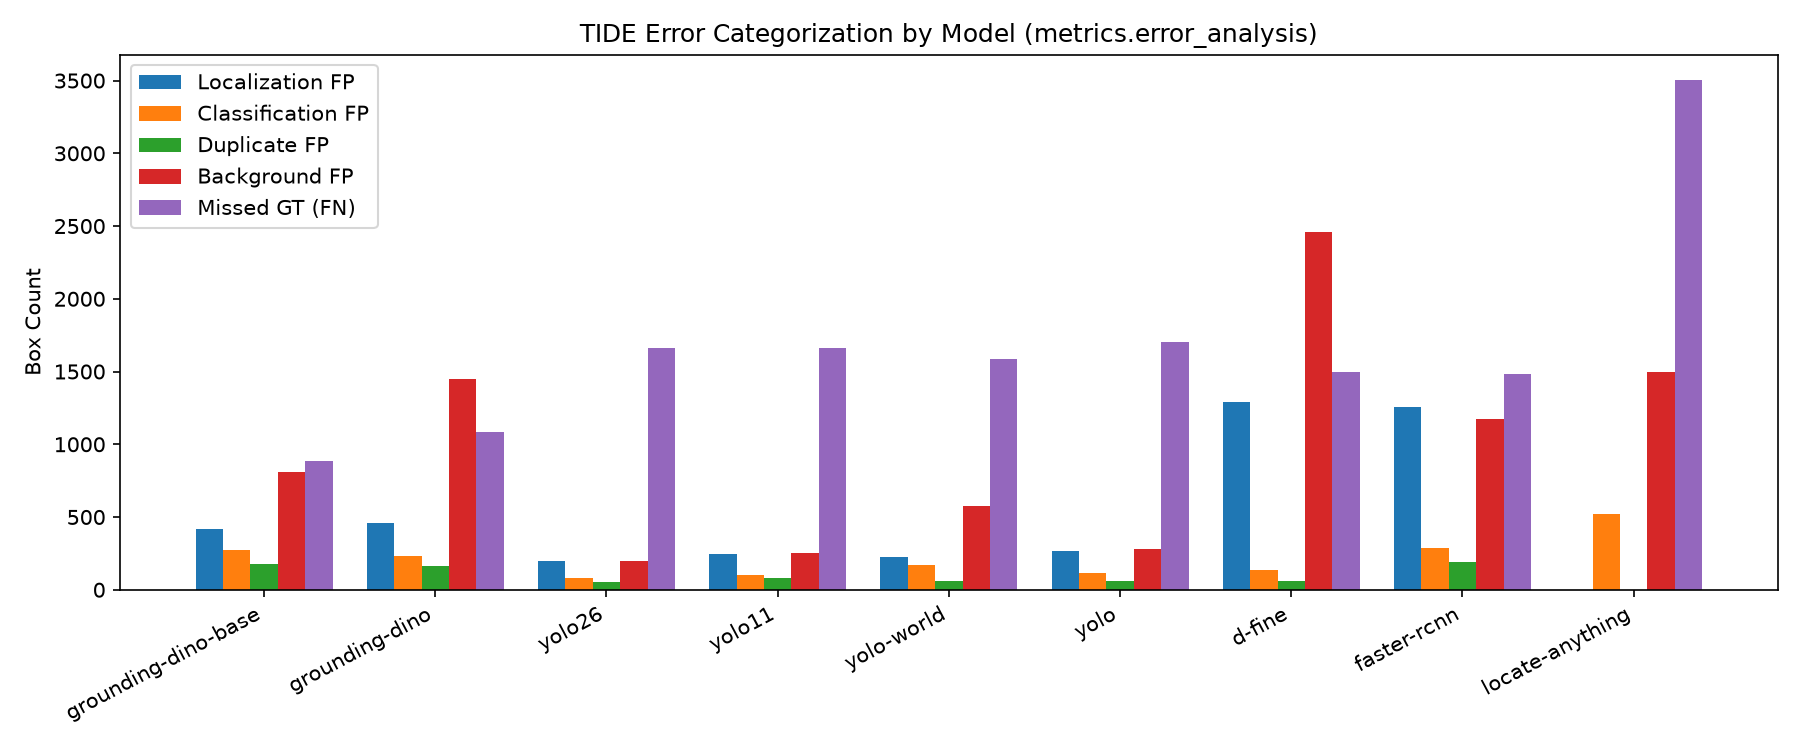 TIDE Error Categorization by Model (metrics.error_analysis)
Localization FP
Classification FP
Duplicate FP
Background FP
Missed GT (FN)
Box Count
3500
3000
2500
2000
1500
1000
500
0
grounding-dino-base
grounding-dino
yolo26
yolo11
yolo-world
yolo
d-fine
faster-rcnn
locate-anything